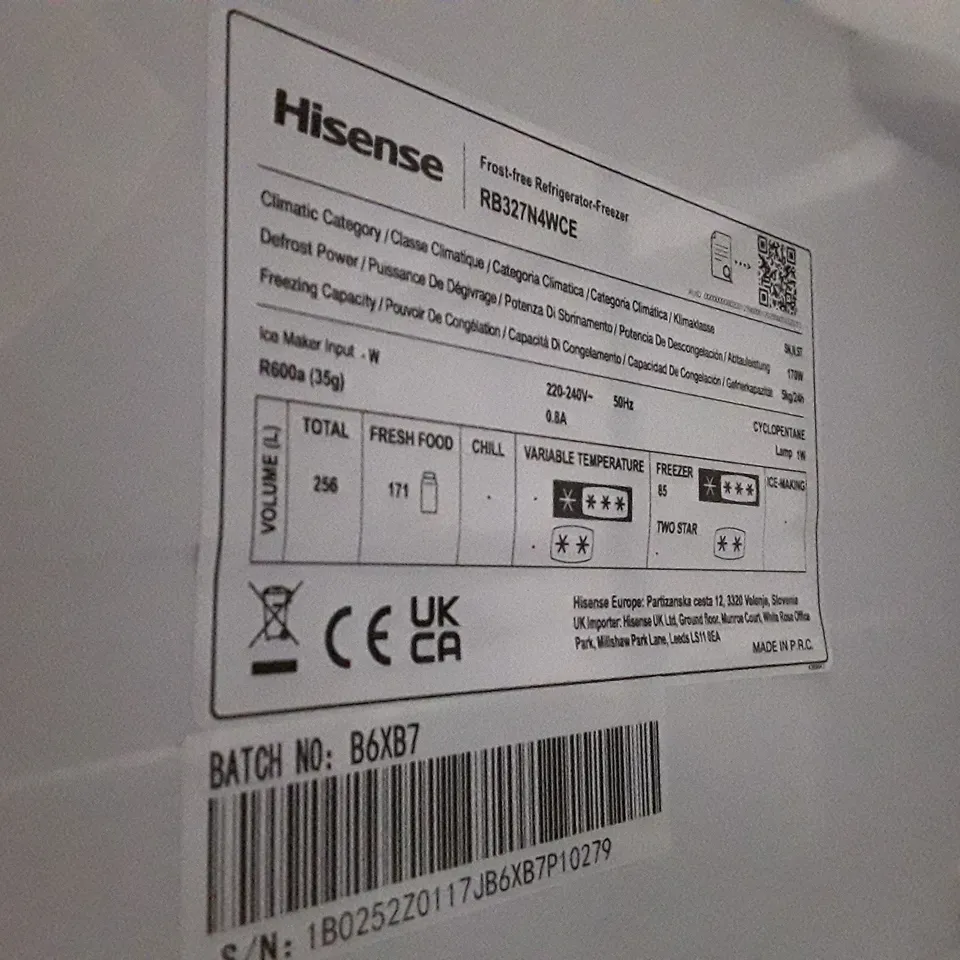 Hisense
Frost-free Refrigerator-Freezer
RB327N4WCE
Climatic Category / Classe Climatique / Categoria Climatica / Categoría Climática / Klimaklasse
Defrost Power / Puissance De Dégivrage / Potenza Di Sbrinamento / Potencia De Descongelación / Abtauleistung 170W
Freezing Capacity / Pouvoir De Congélation / Capacità Di Congelamento / Capacidad De Congelación / Gefrierkapazität 5kg/24h
Ice Maker Input - W 220-240V~ 50Hz CYCLOPENTANE
R600a (35g) 0.8A Lamp 1W
VOLUME (L)
TOTAL FRESH FOOD CHILL VARIABLE TEMPERATURE FREEZER ICE-MAKING
256 171 - - 85 -
TWO STAR
- -
CE UK
CA
Hisense Europe: Partizanska cesta 12, 3320 Velenje, Slovenia
UK Importer: Hisense UK Ltd, Ground floor, Munroe Court, White Rose Office
Park, Millshaw Park Lane, Leeds LS11 0EA
MADE IN P.R.C.
BATCH NO: B6XB7
S/N: 1B0252Z0117JB6XB7P10279